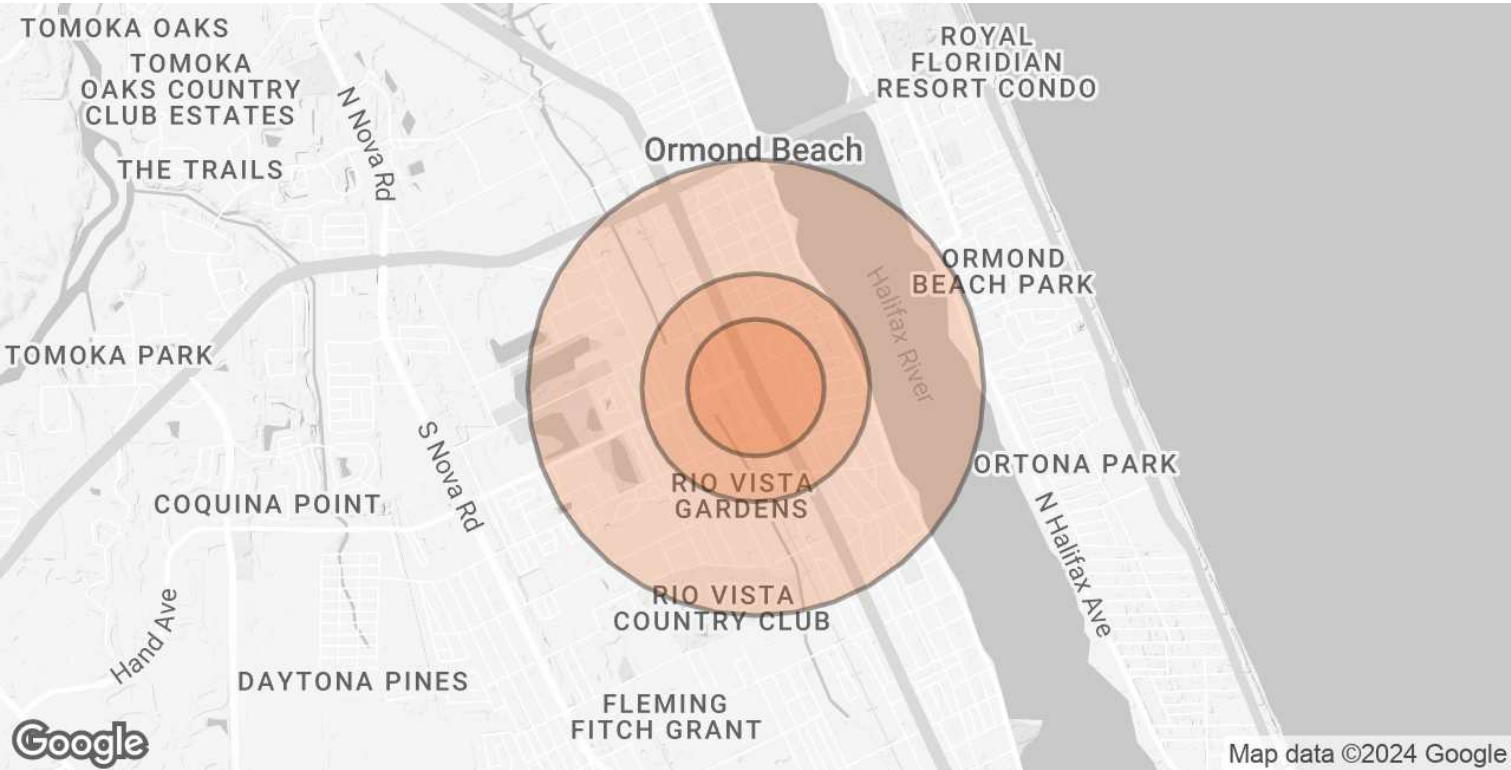 TOMOKA OAKS
TOMOKA
OAKS COUNTRY
CLUB ESTATES
THE TRAILS
N Nova Rd
ROYAL
FLORIDIAN
RESORT CONDO
Ormond Beach
ORMOND
BEACH PARK
Halifax River
TOMOKA PARK
S Nova Rd
COQUINA POINT
RIO VISTA
GARDENS
ORTONA PARK
N Halifax Ave
Hand Ave
RIO VISTA
COUNTRY CLUB
DAYTONA PINES
FLEMING
FITCH GRANT
Google
Map data ©2024 Google